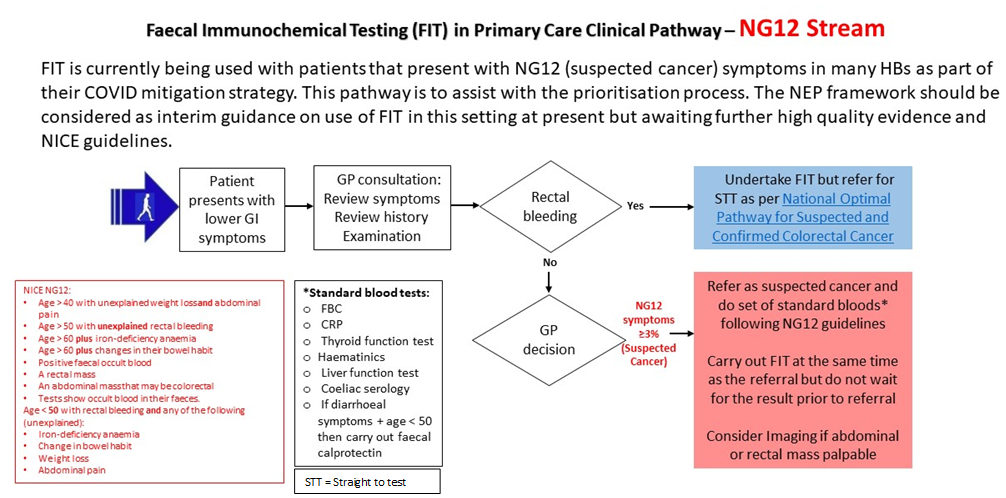 Faecal Immunochemical Testing (FIT) in Primary Care Clinical Pathway – NG12 Stream
FIT is currently being used with patients that present with NG12 (suspected cancer) symptoms in many HBs as part of
their COVID mitigation strategy. This pathway is to assist with the prioritisation process. The NEP framework should be
considered as interim guidance on use of FIT in this setting at present but awaiting further high quality evidence and
NICE guidelines.
Patient
presents with
lower GI
symptoms
GP consultation:
Review symptoms
Review history
Examination
Rectal
bleeding
Yes
Undertake FIT but refer for
STT as per National Optimal
Pathway for Suspected and
Confirmed Colorectal Cancer
No
GP
decision
NG12
symptoms
≥3%
(Suspected
Cancer)
Refer as suspected cancer and
do set of standard bloods*
following NG12 guidelines
Carry out FIT at the same time
as the referral but do not wait
for the result prior to referral
Consider Imaging if abdominal
or rectal mass palpable
NICE NG12:
• Age > 40 with unexplained weight loss and abdominal
pain
• Age > 50 with unexplained rectal bleeding
• Age > 60 plus iron-deficiency anaemia
• Age > 60 plus changes in their bowel habit
• Positive faecal occult blood
• A rectal mass
• An abdominal mass that may be colorectal
• Tests show occult blood in their faeces.
Age < 50 with rectal bleeding and any of the following
(unexplained):
• Iron-deficiency anaemia
• Change in bowel habit
• Weight loss
• Abdominal pain
*Standard blood tests:
o FBC
o CRP
o Thyroid function test
o Haematinics
o Liver function test
o Coeliac serology
o If diarrhoeal
symptoms + age < 50
then carry out faecal
calprotectin
STT = Straight to test